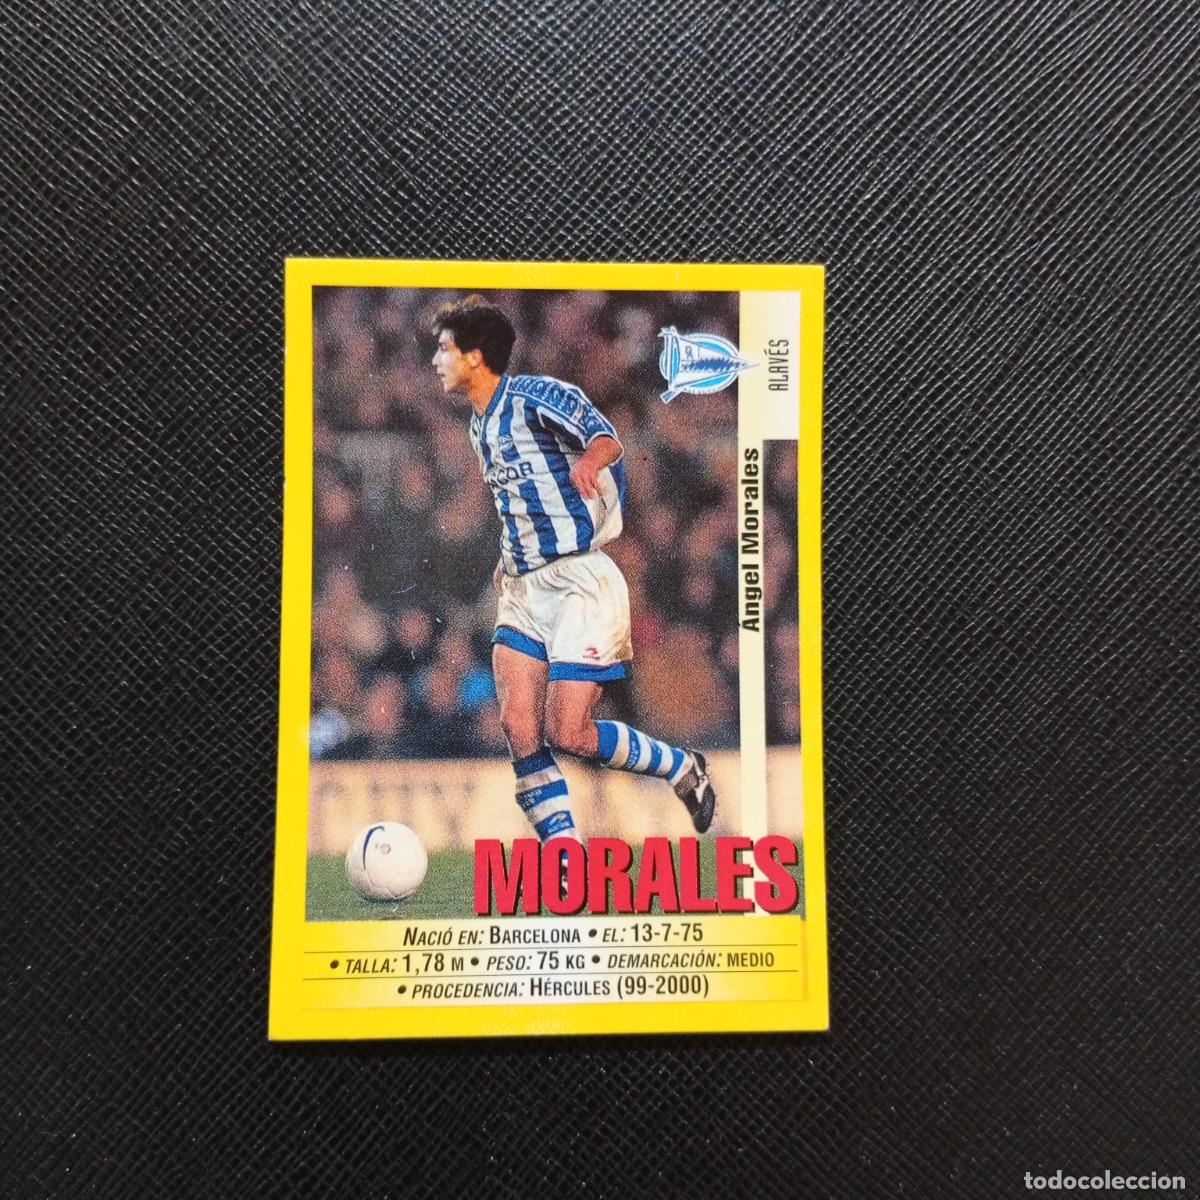 ALAVÉS
Ángel Morales
MORALES
NACIÓ EN: BARCELONA • EL: 13-7-75
• TALLA: 1,78 M • PESO: 75 KG • DEMARCACIÓN: MEDIO
• PROCEDENCIA: HÉRCULES (99-2000)
todocoleccion